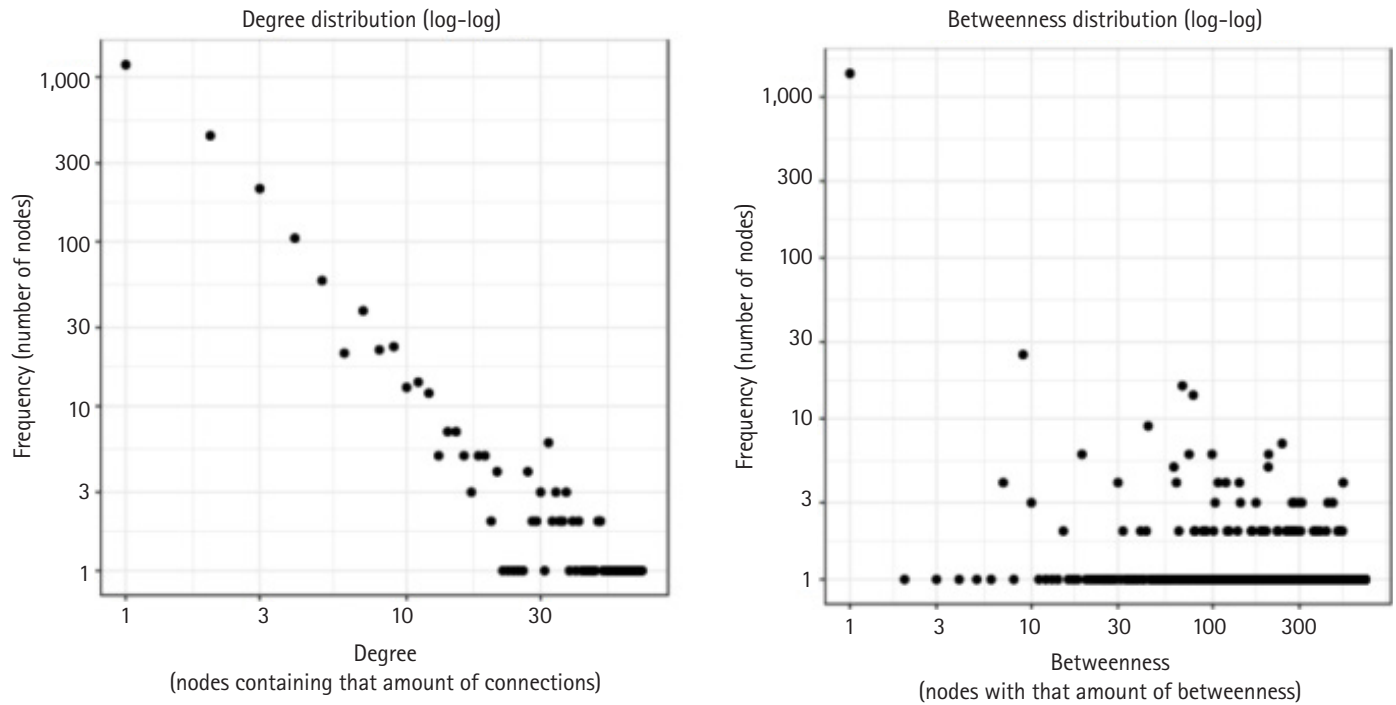 Degree distribution (log-log)
1,000
300
100
30
10
3
1
Frequency (number of nodes)
1 3 10 30
Degree
(nodes containing that amount of connections)
Betweenness distribution (log-log)
1,000
300
100
30
10
3
1
Frequency (number of nodes)
1 3 10 30 100 300
Betweenness
(nodes with that amount of betweenness)